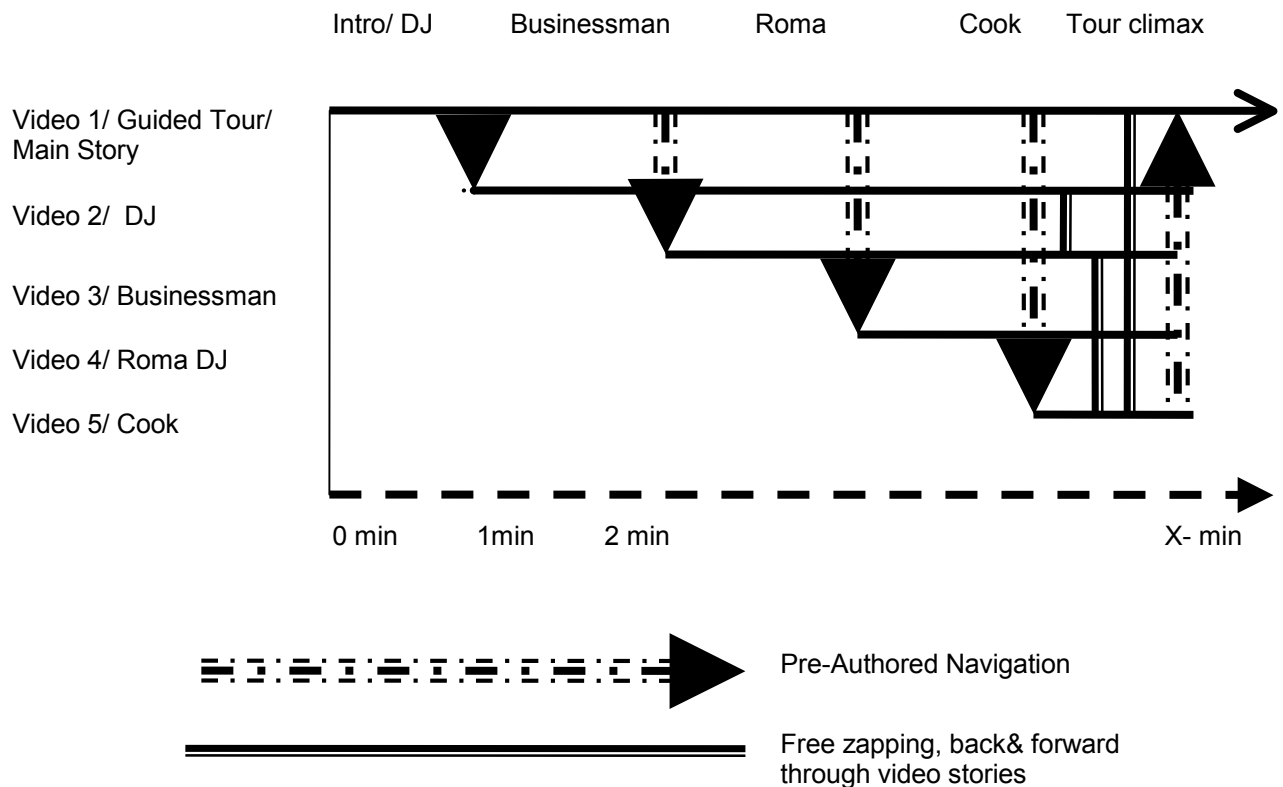 Intro/ DJ Businessman Roma Cook Tour climax
Video 1/ Guided Tour/
Main Story
Video 2/ DJ
Video 3/ Businessman
Video 4/ Roma DJ
Video 5/ Cook
0 min 1min 2 min X- min
Pre-Authored Navigation
Free zapping, back& forward
through video stories